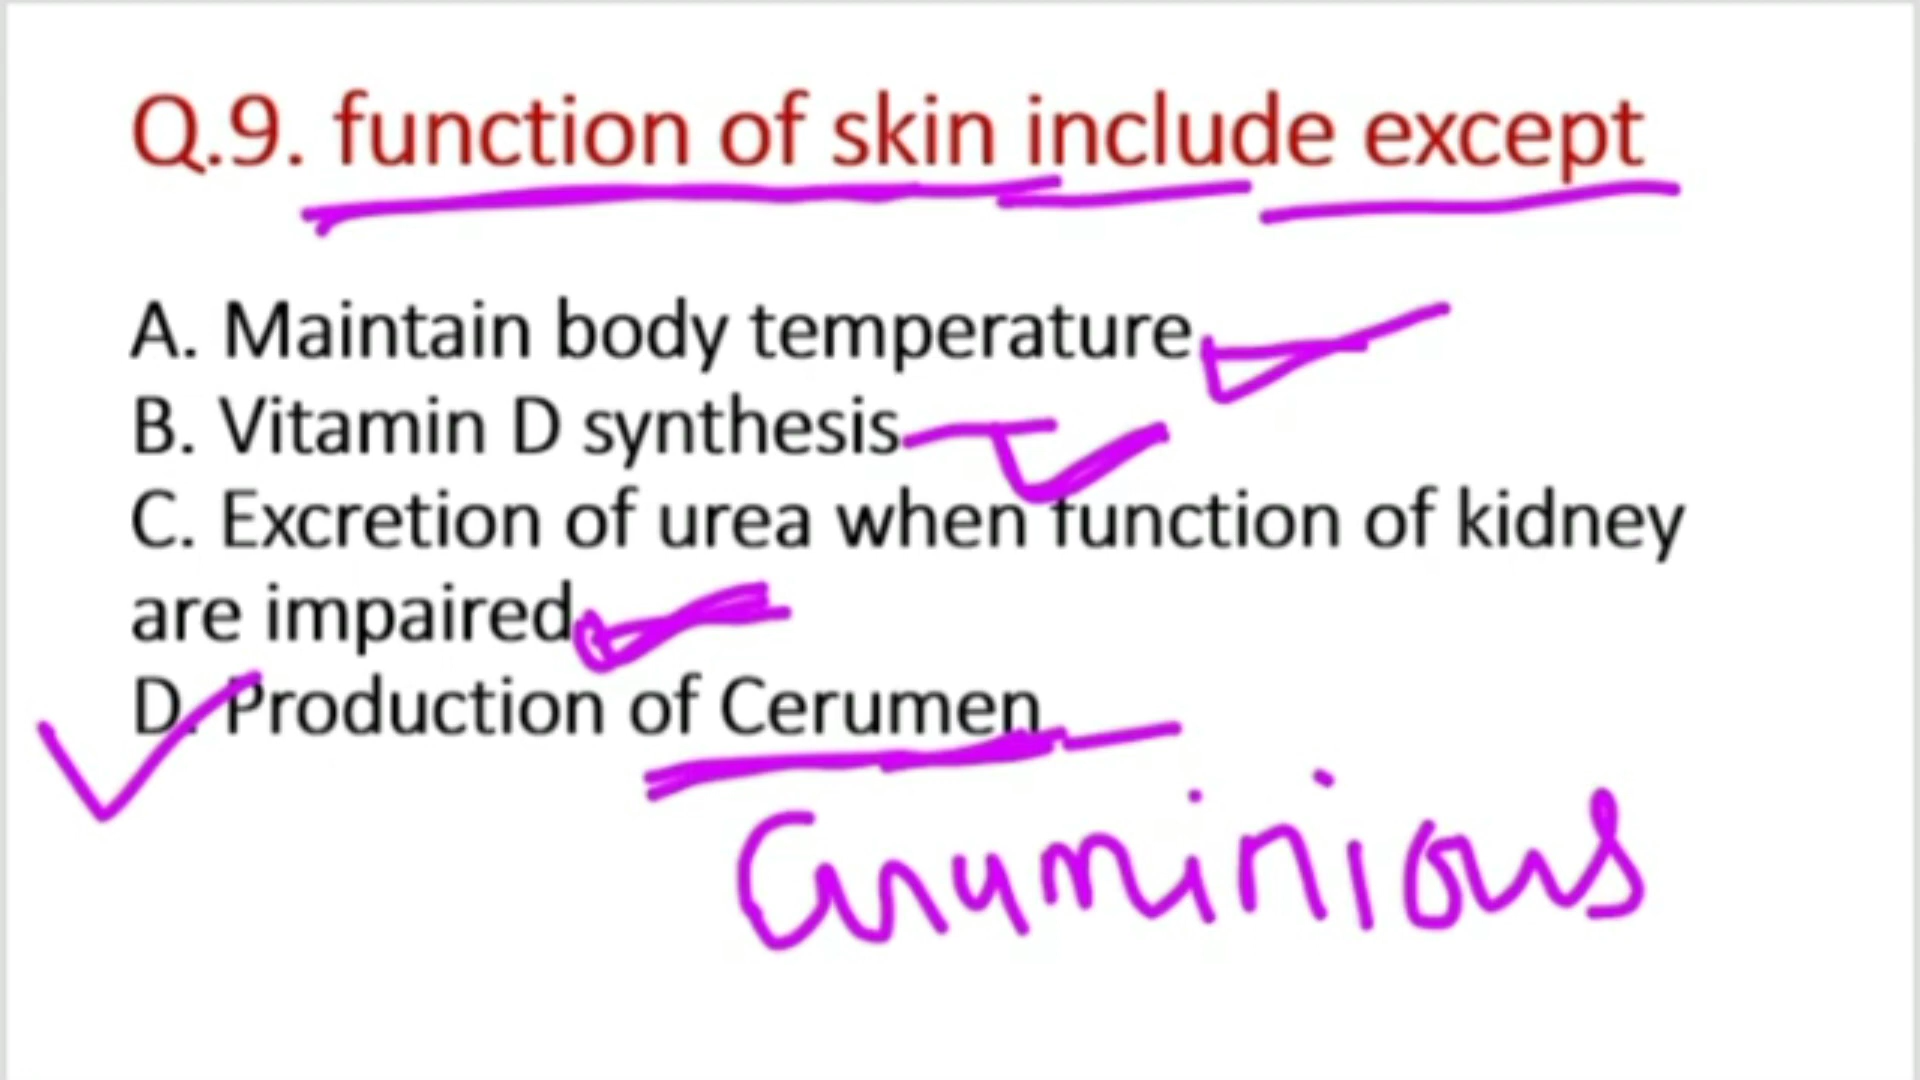 Q.9. function of skin include except
A. Maintain body temperature
B. Vitamin D synthesis
C. Excretion of urea when function of kidney
are impaired
D. Production of Cerumen
Ceruminious